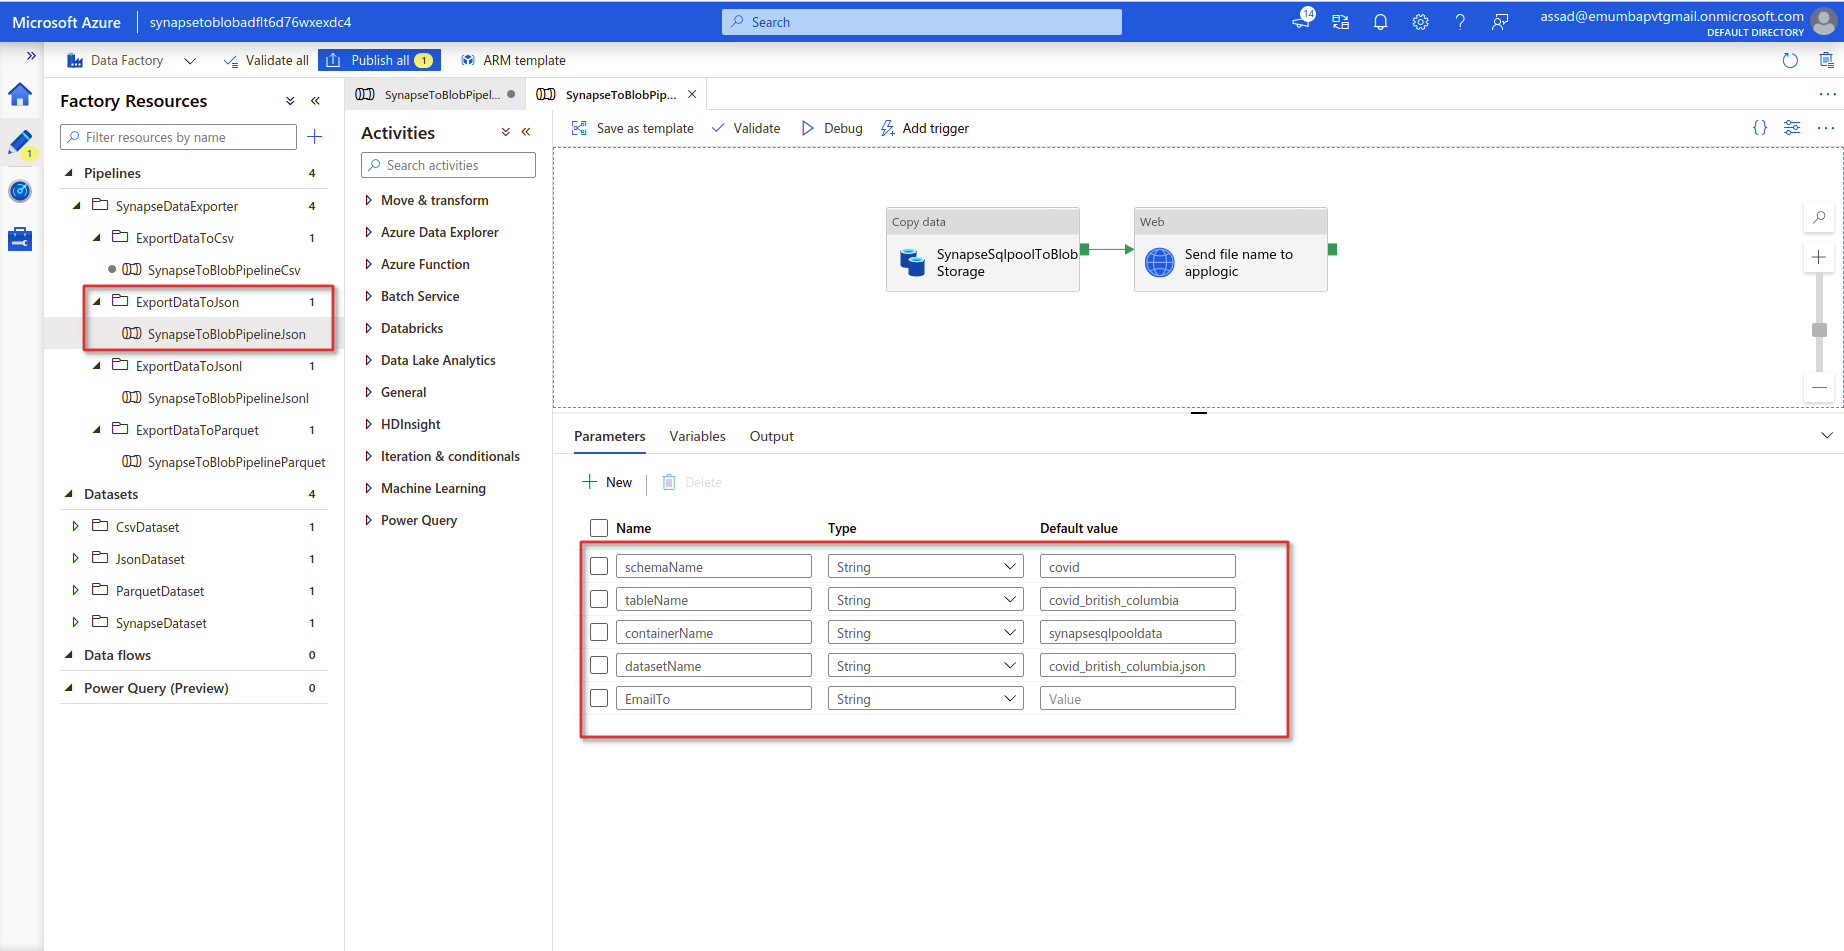 Microsoft Azure
synapsetoblobadflt6d76wxexdc4
Search
14
assad@emumbapvtgmail.onmicrosoft.com
DEFAULT DIRECTORY
Data Factory
Validate all
Publish all 1
ARM template
1
Factory Resources
Filter resources by name
Pipelines 4
SynapseDataExporter 4
ExportDataToCsv 1
SynapseToBlobPipelineCsv
ExportDataToJson 1
SynapseToBlobPipelineJson
ExportDataToJsonl 1
SynapseToBlobPipelineJsonl
ExportDataToParquet 1
SynapseToBlobPipelineParquet
Datasets 4
CsvDataset 1
JsonDataset 1
ParquetDataset 1
SynapseDataset 1
Data flows 0
Power Query (Preview) 0
SynapseToBlobPipel...
SynapseToBlobPip...
Activities
Search activities
Move & transform
Azure Data Explorer
Azure Function
Batch Service
Databricks
Data Lake Analytics
General
HDInsight
Iteration & conditionals
Machine Learning
Power Query
Save as template
Validate
Debug
Add trigger
Copy data
SynapseSqlpoolToBlob
Storage
Web
Send file name to
applogic
Parameters
Variables
Output
New
Delete
Name Type Default value
schemaName String covid
tableName String covid_british_columbia
containerName String synapsesqlpooldata
datasetName String covid_british_columbia.json
EmailTo String Value